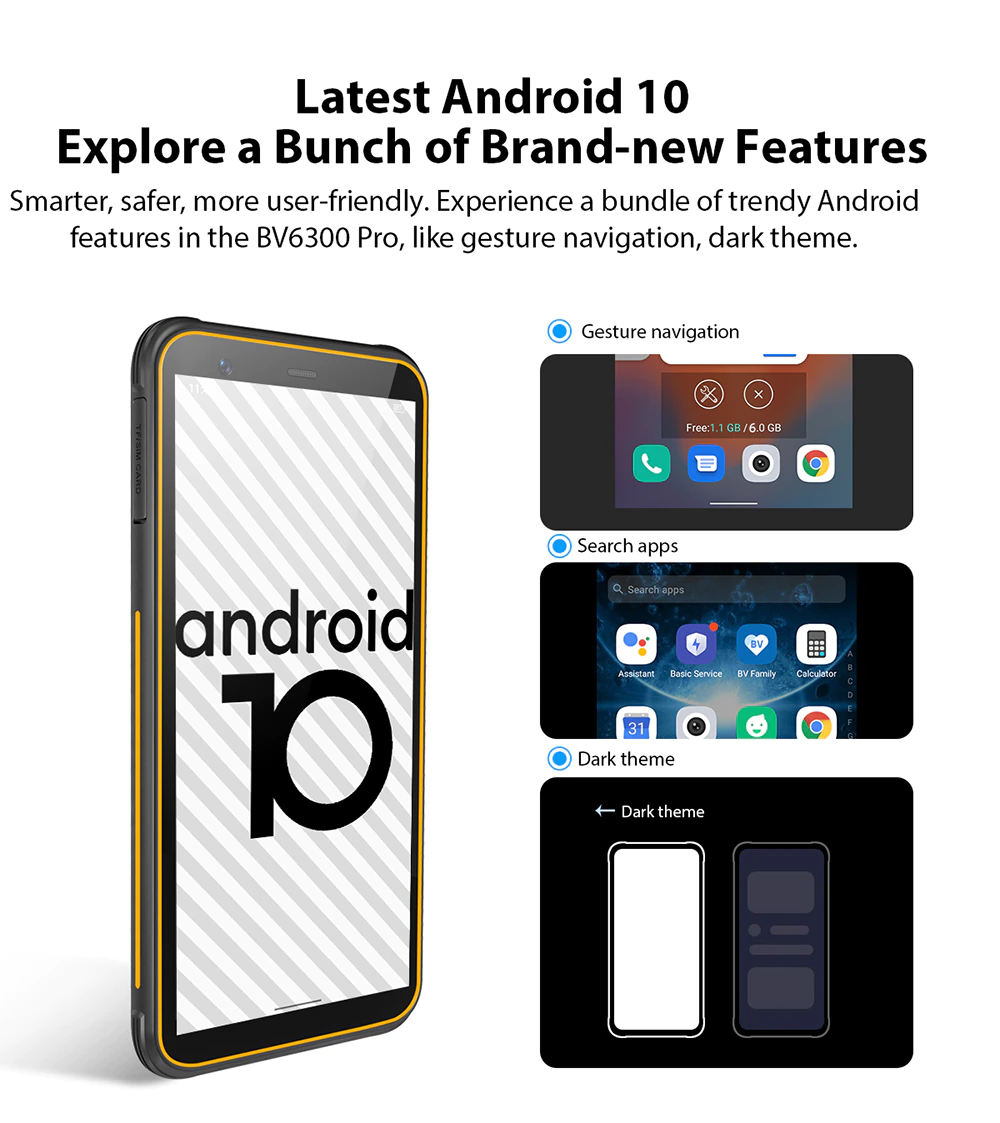 Latest Android 10
Explore a Bunch of Brand-new Features
Smarter, safer, more user-friendly. Experience a bundle of trendy Android
features in the BV6300 Pro, like gesture navigation, dark theme.
TF/SIM CARD
android
10
Gesture navigation
Free:1.1 GB / 6.0 GB
Search apps
Search apps
BV
Assistant
Basic Service
BV Family
Calculator
A
B
C
D
E
F
G
31
Dark theme
Dark theme